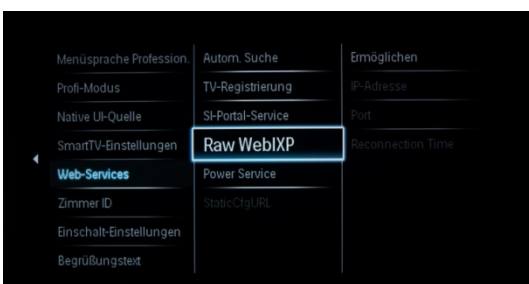 Menüsprache Profession.
Profi-Modus
Native UI-Quelle
SmartTV-Einstellungen
Web-Services
Zimmer ID
Einschalt-Einstellungen
Begrüßungstext
Autom. Suche
TV-Registrierung
SI-Portal-Service
Raw WebIXP
Power Service
StaticCfgURL
Ermöglichen
IP-Adresse
Port
Reconnection Time